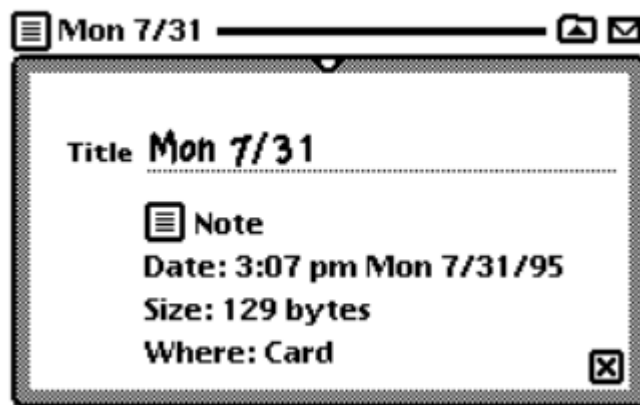 Mon 7/31
Title Mon 7/31
Note
Date: 3:07 pm Mon 7/31/95
Size: 129 bytes
Where: Card